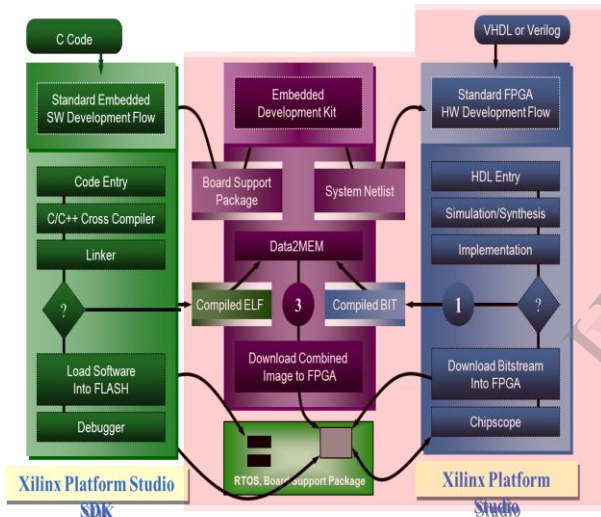 C Code
VHDL or Verilog
Standard Embedded
SW Development Flow
Embedded
Development Kit
Standard FPGA
HW Development Flow
Code Entry
C/C++ Cross Compiler
Linker
?
Load Software
Into FLASH
Debugger
Board Support
Package
System Netlist
Data2MEM
Compiled ELF
3
Compiled BIT
Download Combined
Image to FPGA
RTOS, Board Support Package
HDL Entry
Simulation/Synthesis
Implementation
1
?
Download Bitstream
Into FPGA
Chipscope
Xilinx Platform Studio
SDK
Xilinx Platform
Studio